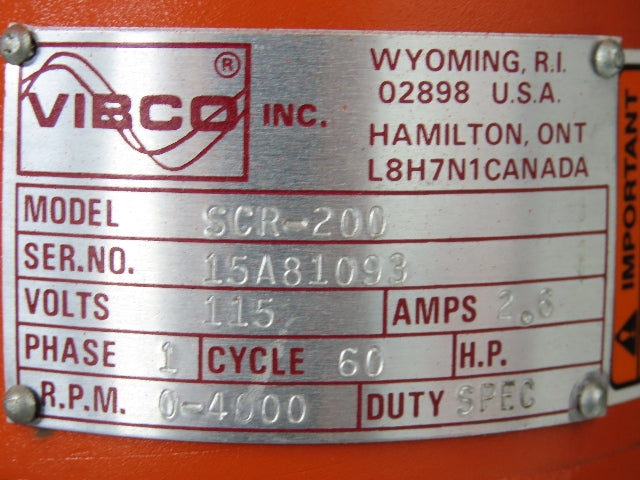 VIBCO ® INC.
WYOMING, R.I.
02898 U.S.A.
HAMILTON, ONT
L8H7N1CANADA
MODEL SCR-200
SER.NO. 15A81093
VOLTS 115 AMPS 2.6
PHASE 1 CYCLE 60 H.P.
R.P.M. 0-4000 DUTY SPEC
IMPORTANT